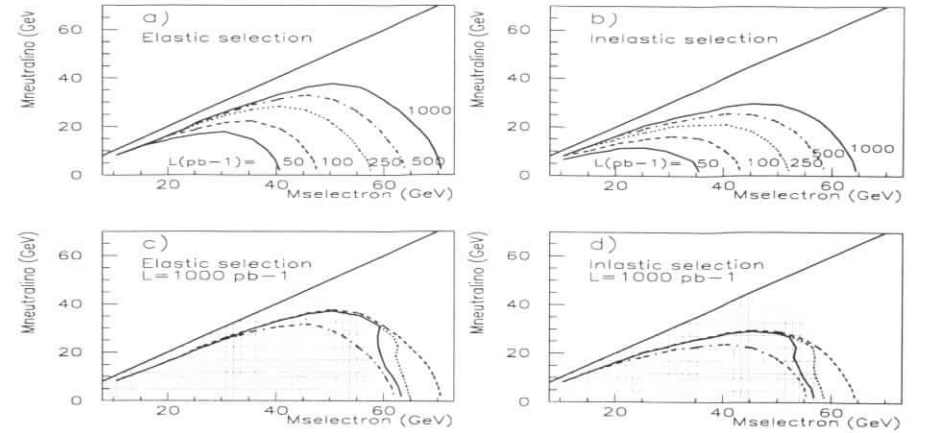 a)
Elastic selection
Mneutralino (Gev
60
40
20
0
1000
L(pb-1)= 50 100 250 500
20 40 60
Mselectron (GeV)
b)
Inelastic selection
Mneutralino (GeV
60
40
20
0
500 1000
L(pb-1)= 50 100 250
20 40 60
Mselectron (GeV)
c)
Elastic selection
L=1000 pb-1
Mneutralino (GeV)
60
40
20
0
20 40 60
Mselectron (GeV)
d)
Inlastic selection
L=1000 pb-1
Mneutralino (GeV)
60
40
20
0
20 40 60
Mselectron (GeV)